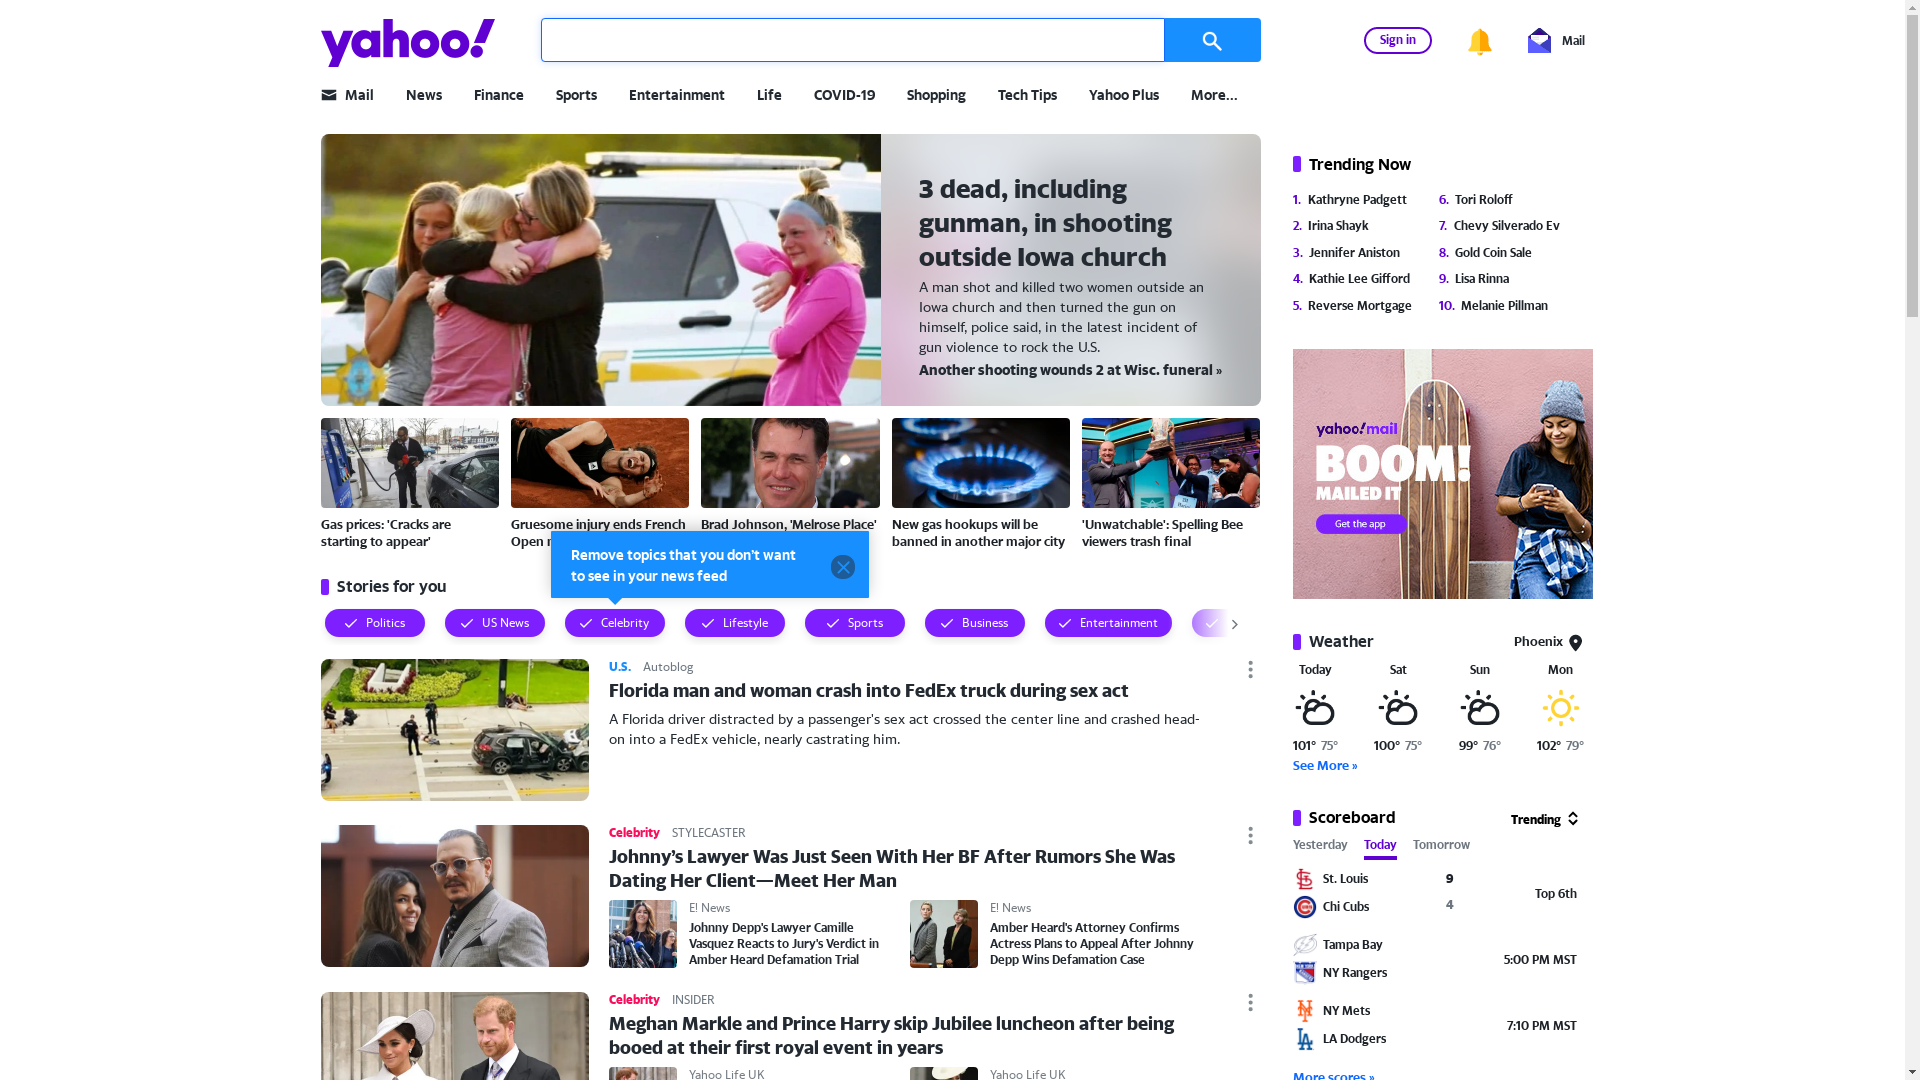 yahoo!
Sign in
Mail
Mail News Finance Sports Entertainment Life COVID-19 Shopping Tech Tips Yahoo Plus More...
3 dead, including
gunman, in shooting
outside Iowa church
A man shot and killed two women outside an
Iowa church and then turned the gun on
himself, police said, in the latest incident of
gun violence to rock the U.S.
Another shooting wounds 2 at Wisc. funeral »
Gas prices: 'Cracks are
starting to appear'
Gruesome injury ends French
Open
Brad Johnson, 'Melrose Place'
New gas hookups will be
banned in another major city
'Unwatchable': Spelling Bee
viewers trash final
Remove topics that you don't want
to see in your news feed
Stories for you
Politics US News Celebrity Lifestyle Sports Business Entertainment
U.S. Autoblog
Florida man and woman crash into FedEx truck during sex act
A Florida driver distracted by a passenger's sex act crossed the center line and crashed head-
on into a FedEx vehicle, nearly castrating him.
Celebrity STYLECASTER
Johnny’s Lawyer Was Just Seen With Her BF After Rumors She Was
Dating Her Client—Meet Her Man
E! News
Johnny Depp's Lawyer Camille
Vasquez Reacts to Jury's Verdict in
Amber Heard Defamation Trial
E! News
Amber Heard's Attorney Confirms
Actress Plans to Appeal After Johnny
Depp Wins Defamation Case
Celebrity INSIDER
Meghan Markle and Prince Harry skip Jubilee luncheon after being
booed at their first royal event in years
Yahoo Life UK
Yahoo Life UK
Trending Now
1. Kathryne Padgett
2. Irina Shayk
3. Jennifer Aniston
4. Kathie Lee Gifford
5. Reverse Mortgage
6. Tori Roloff
7. Chevy Silverado Ev
8. Gold Coin Sale
9. Lisa Rinna
10. Melanie Pillman
yahoo!mail
BOOM!
MAILED IT
Get the app
Weather
Phoenix
Today Sat Sun Mon
101° 75° 100° 75° 99° 76° 102° 79°
See More »
Scoreboard
Trending
Yesterday Today Tomorrow
St. Louis 9
Chi Cubs 4
Top 6th
Tampa Bay
NY Rangers
5:00 PM MST
NY Mets
LA Dodgers
7:10 PM MST
More scores »